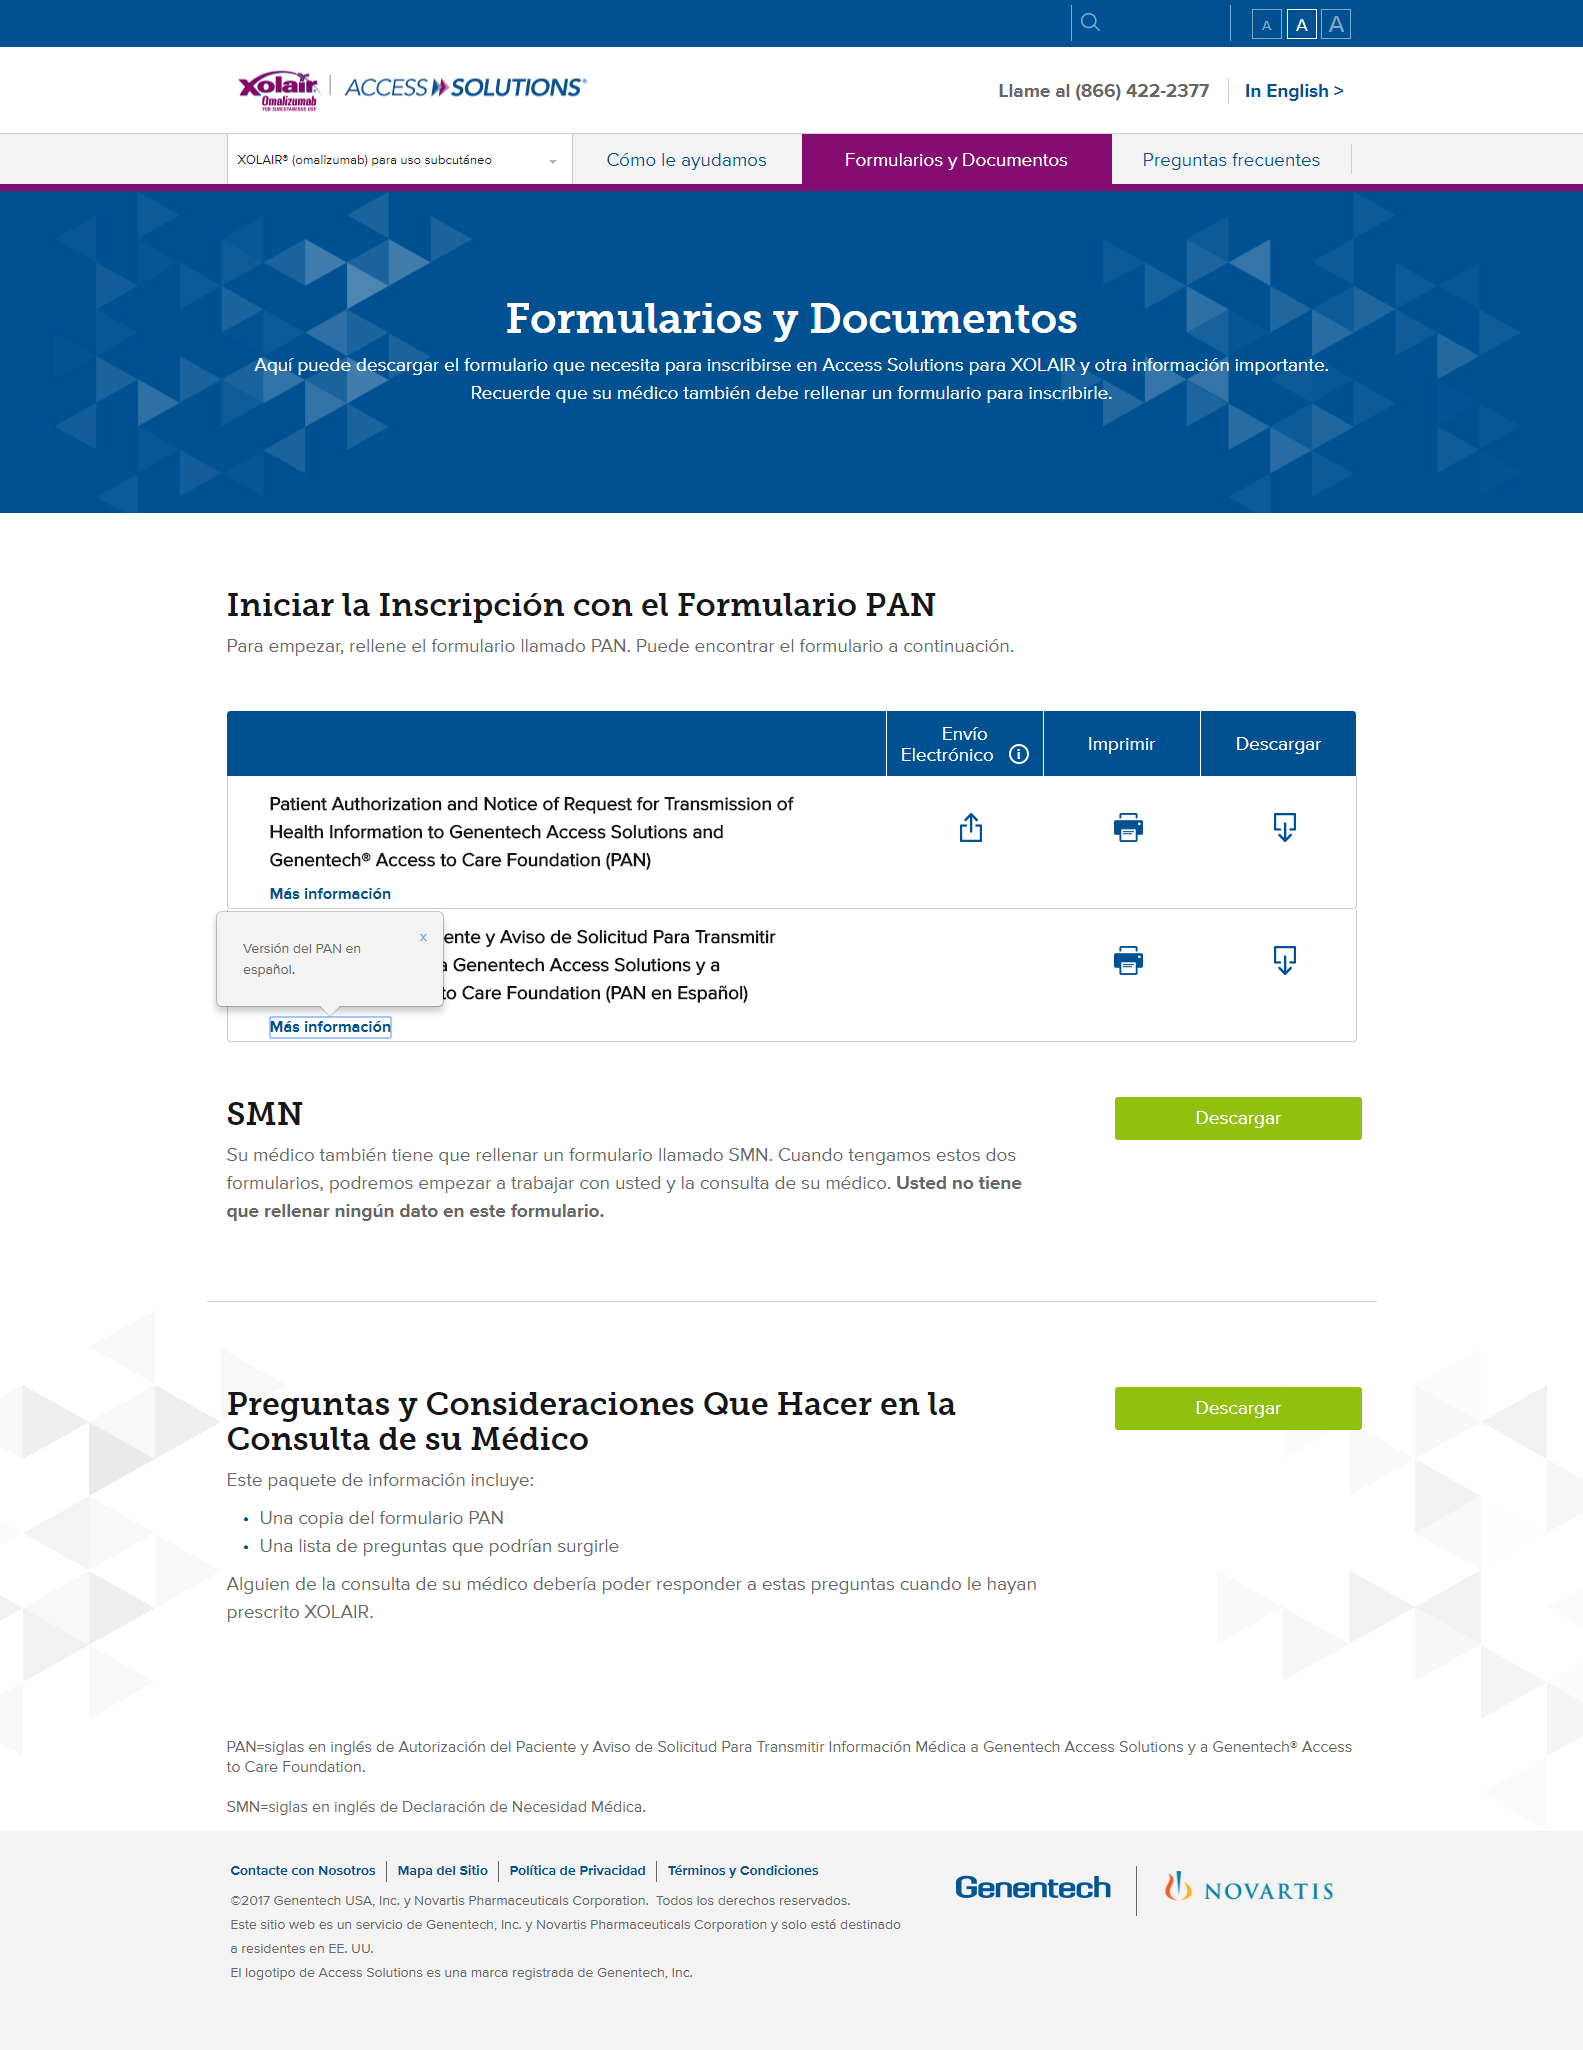 A A A
Xolair
Omalizumab
FOR SUBCUTANEOUS USE
ACCESS SOLUTIONS®
Llame al (866) 422-2377
In English >
XOLAIR® (omalizumab) para uso subcutáneo
Cómo le ayudamos
Formularios y Documentos
Preguntas frecuentes
Formularios y Documentos
Aquí puede descargar el formulario que necesita para inscribirse en Access Solutions para XOLAIR y otra información importante.
Recuerde que su médico también debe rellenar un formulario para inscribirle.
Iniciar la Inscripción con el Formulario PAN
Para empezar, rellene el formulario llamado PAN. Puede encontrar el formulario a continuación.
Envío
Electrónico
Imprimir
Descargar
Patient Authorization and Notice of Request for Transmission of
Health Information to Genentech Access Solutions and
Genentech® Access to Care Foundation (PAN)
Más información
Versión del PAN en
español.
x
ente y Aviso de Solicitud Para Transmitir
a Genentech Access Solutions y a
to Care Foundation (PAN en Español)
Más información
SMN
Descargar
Su médico también tiene que rellenar un formulario llamado SMN. Cuando tengamos estos dos
formularios, podremos empezar a trabajar con usted y la consulta de su médico. Usted no tiene
que rellenar ningún dato en este formulario.
Preguntas y Consideraciones Que Hacer en la
Consulta de su Médico
Descargar
Este paquete de información incluye:
• Una copia del formulario PAN
• Una lista de preguntas que podrían surgirle
Alguien de la consulta de su médico debería poder responder a estas preguntas cuando le hayan
prescrito XOLAIR.
PAN=siglas en inglés de Autorización del Paciente y Aviso de Solicitud Para Transmitir Información Médica a Genentech Access Solutions y a Genentech® Access
to Care Foundation.
SMN=siglas en inglés de Declaración de Necesidad Médica.
Contacte con Nosotros
Mapa del Sitio
Política de Privacidad
Términos y Condiciones
©2017 Genentech USA, Inc. y Novartis Pharmaceuticals Corporation. Todos los derechos reservados.
Este sitio web es un servicio de Genentech, Inc. y Novartis Pharmaceuticals Corporation y solo está destinado
a residentes en EE. UU.
El logotipo de Access Solutions es una marca registrada de Genentech, Inc.
Genentech
NOVARTIS